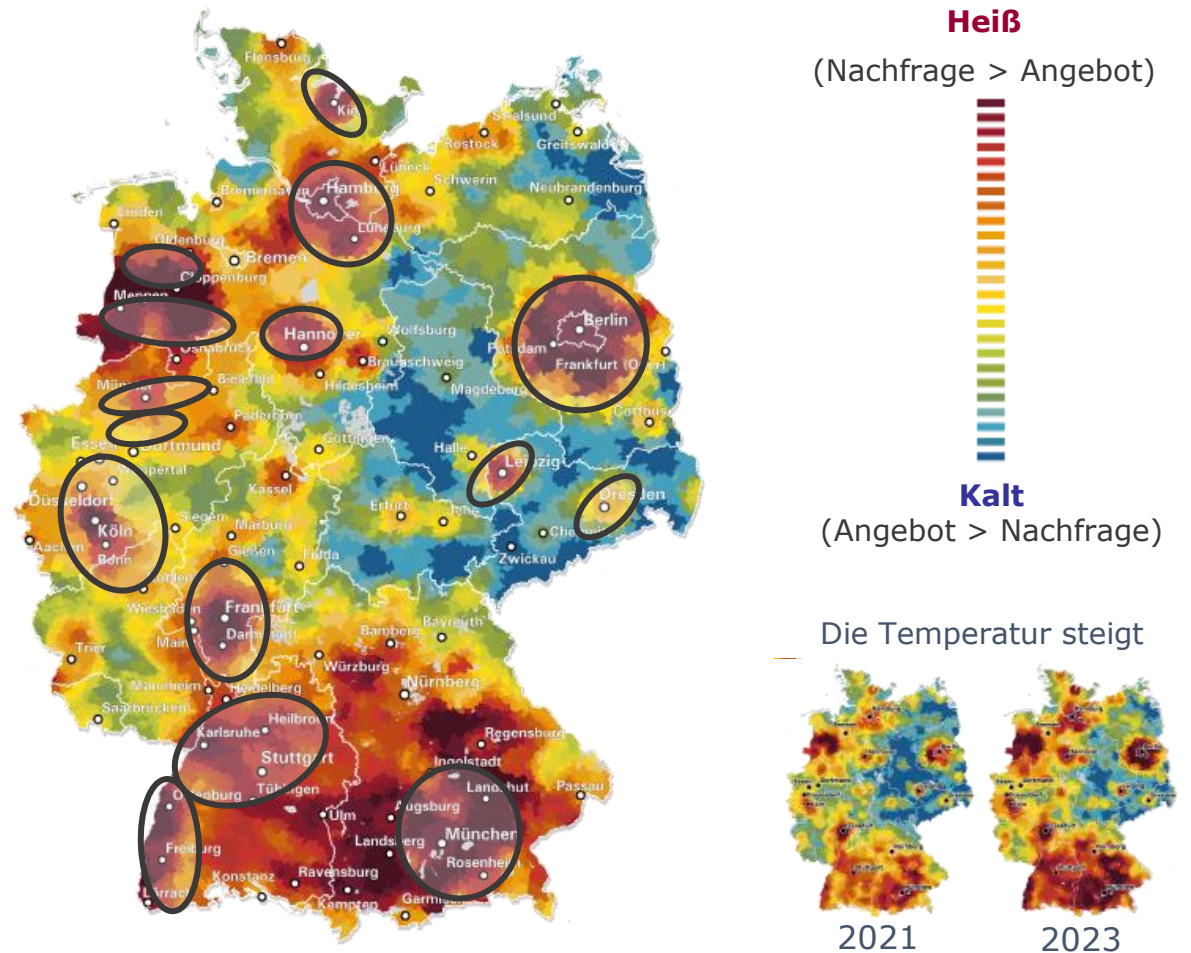 Heiß
(Nachfrage > Angebot)
Kalt
(Angebot > Nachfrage)
Die Temperatur steigt
2021
2023
Flensburg
Kiel
Stralsund
Rostock
Greifswald
Lübeck
Hamburg
Schwerin
Neubrandenburg
Bremerhaven
Emden
Lüneburg
Oldenburg
Bremen
Cloppenburg
Meppen
Berlin
Hannover
Wolfsburg
Potsdam
Osnabrück
Braunschweig
Frankfurt (Oder)
Münster
Bielefeld
Hildesheim
Magdeburg
Paderborn
Cottbus
Essen
Dortmund
Göttingen
Halle
Leipzig
Wuppertal
Kassel
Düsseldorf
Dresden
Erfurt
Jena
Köln
Siegen
Marburg
Chemnitz
Aachen
Bonn
Gießen
Fulda
Zwickau
Wiesbaden
Frankfurt
Mainz
Darmstadt
Bamberg
Bayreuth
Trier
Würzburg
Mannheim
Heidelberg
Nürnberg
Saarbrücken
Heilbronn
Karlsruhe
Regensburg
Stuttgart
Ingolstadt
Tübingen
Landshut
Passau
Offenburg
Ulm
Augsburg
München
Freiburg
Landsberg
Rosenheim
Konstanz
Ravensburg
Lörrach
Kempten